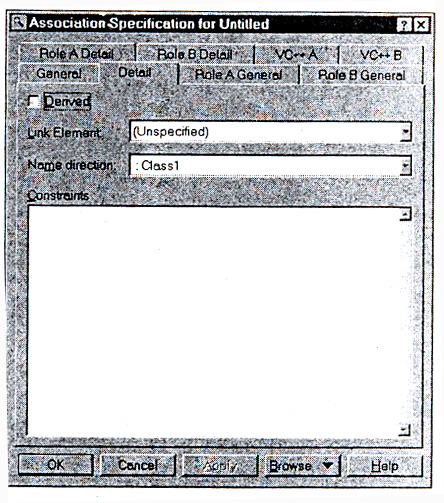 Association Specification for Untitled
Role A Detail Role B Detail VC++ A VC++ B
General Detail Role A General Role B General
Derived
Link Element: (Unspecified)
Name direction: : Class1
Constraints
OK Cancel Apply Browse Help